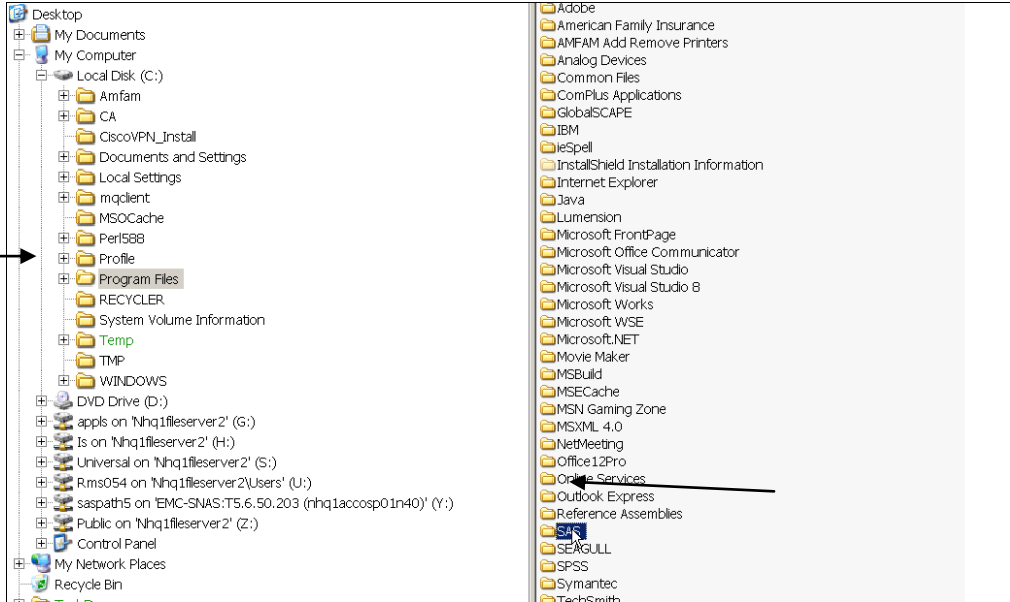 Desktop
My Documents
My Computer
Local Disk (C:)
Amfam
CA
CiscoVPN_Install
Documents and Settings
Local Settings
mqclient
MSOCache
Perl588
Profile
Program Files
RECYCLER
System Volume Information
Temp
TMP
WINDOWS
DVD Drive (D:)
appls on 'Nhq1fileserver2' (G:)
Is on 'Nhq1fileserver2' (H:)
Universal on 'Nhq1fileserver2' (S:)
Rms054 on 'Nhq1fileserver2\Users' (U:)
saspath5 on 'EMC-SNAS:T5.6.50.203 (nhq1accosp01n40)' (Y:)
Public on 'Nhq1fileserver2' (Z:)
Control Panel
My Network Places
Recycle Bin
Adobe
American Family Insurance
AMFAM Add Remove Printers
Analog Devices
Common Files
ComPlus Applications
GlobalSCAPE
IBM
ieSpell
InstallShield Installation Information
Internet Explorer
Java
Lumension
Microsoft FrontPage
Microsoft Office Communicator
Microsoft Visual Studio
Microsoft Visual Studio 8
Microsoft Works
Microsoft WSE
Microsoft.NET
Movie Maker
MSBuild
MSECache
MSN Gaming Zone
MSXML 4.0
NetMeeting
Office12Pro
Online Services
Outlook Express
Reference Assemblies
SAS
SEAGULL
SPSS
Symantec
TechSmith